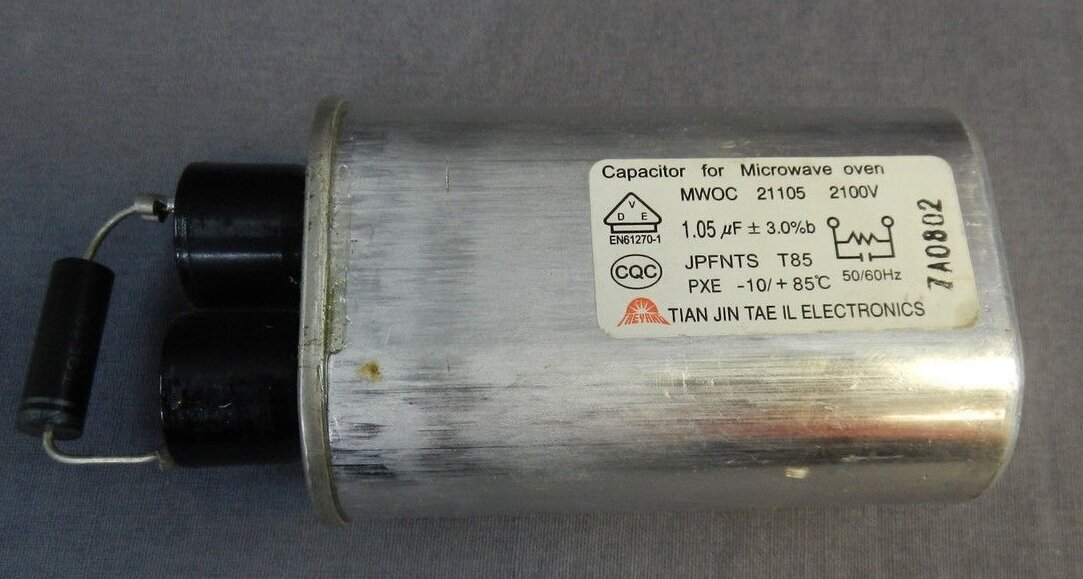 Capacitor for Microwave oven
MWOC 21105 2100V
V
D E
EN61270-1
1.05 µF ± 3.0%b
CQC
JPFNTS T85
PXE -10/+85℃
50/60Hz
TAEYANG
TIAN JIN TAE IL ELECTRONICS
7A0802